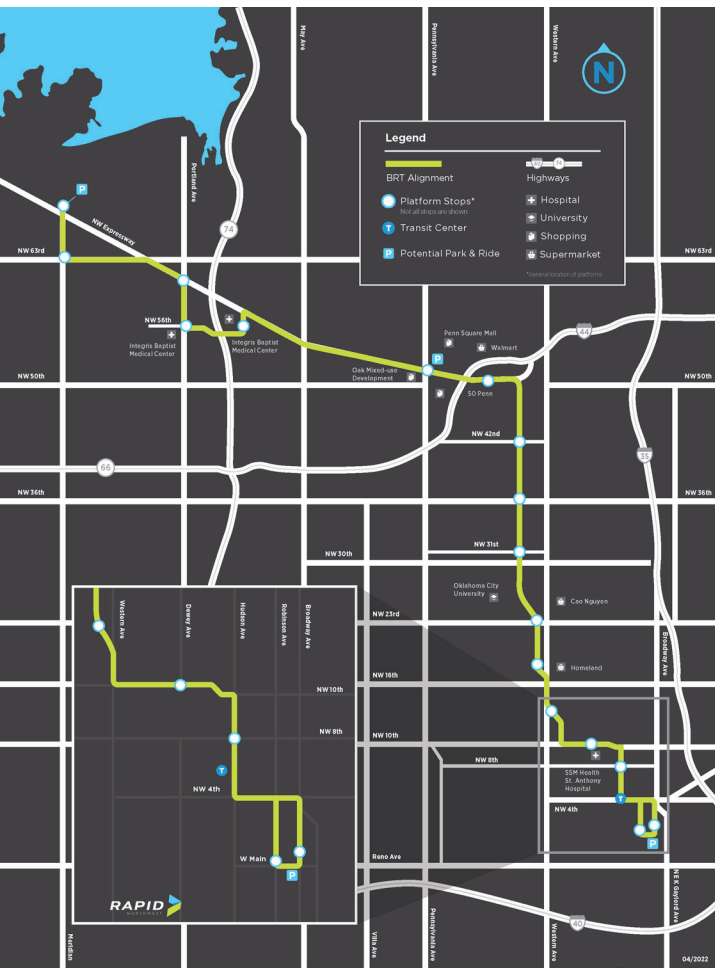 May Ave
Pennsylvania Ave
Western Ave
N
Legend
BRT Alignment
Platform Stops*
Not all stops are shown
Transit Center
Potential Park & Ride
Highways
Hospital
University
Shopping
Supermarket
*General location of platforms
P
Portland Ave
NW Expressway
74
NW 63rd
NW 63rd
NW 56th
Integris Baptist
Medical Center
Integris Baptist
Medical Center
Penn Square Mall
Walmart
44
P
Oak Mixed-use
Development
50 Penn
NW 50th
NW 50th
NW 42nd
66
35
NW 36th
NW 36th
NW 31st
NW 30th
Oklahoma City
University
Cao Nguyen
NW 23rd
Broadway Ave
Homeland
NW 16th
NW 10th
NW 8th
SSM Health
St. Anthony
Hospital
NW 4th
T
P
Reno Ave
N E K Gaylord Ave
40
Meridian
Villa Ave
Pennsylvania Ave
Western Ave
04/2022
Western Ave
Dewey Ave
Hudson Ave
Robinson Ave
Broadway Ave
NW 10th
NW 8th
T
NW 4th
W Main
P
RAPID
NORTHWEST